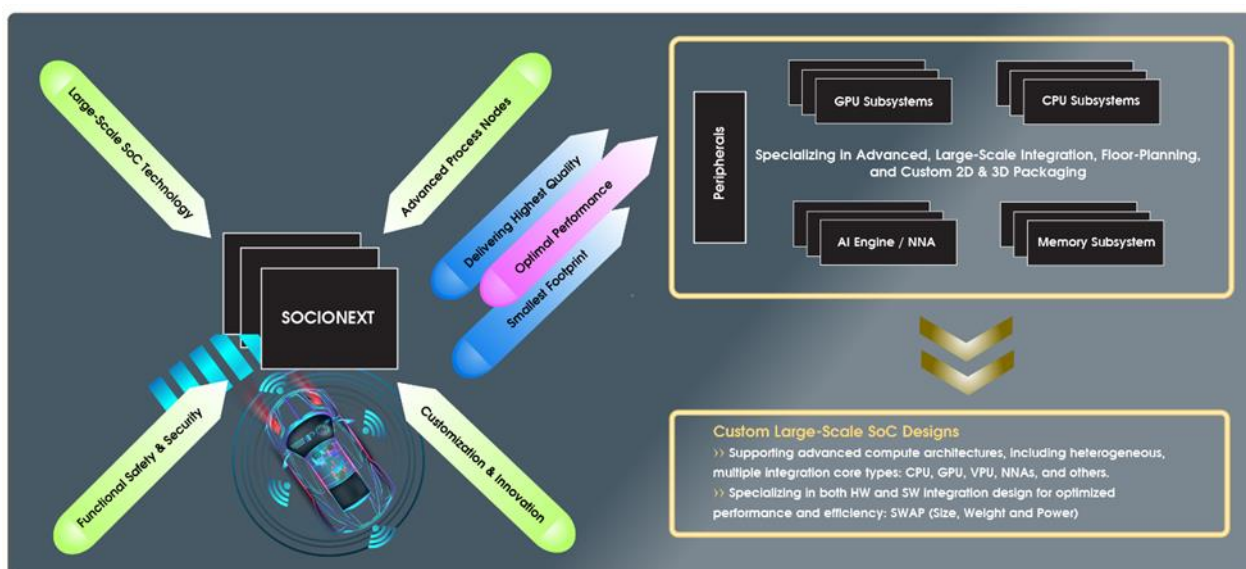 Large-Scale SoC Technology
Advanced Process Nodes
SOCIONEXT
Functional Safety & Security
Customization & Innovation
Delivering Highest Quality
Optimal Performance
Smallest Footprint
Peripherals
GPU Subsystems
CPU Subsystems
Specializing in Advanced, Large-Scale Integration, Floor-Planning,
and Custom 2D & 3D Packaging
AI Engine / NNA
Memory Subsystem
Custom Large-Scale SoC Designs
›› Supporting advanced compute architectures, including heterogeneous,
multiple integration core types: CPU, GPU, VPU, NNAs, and others.
›› Specializing in both HW and SW integration design for optimized
performance and efficiency: SWAP (Size, Weight and Power)